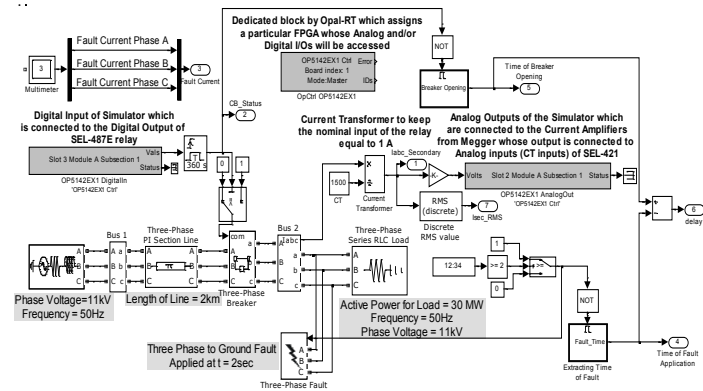 Fault Current Phase A
Fault Current Phase B
Fault Current Phase C
3
Multimeter
3
Fault Current
Dedicated block by Opal-RT which assigns
a particular FPGA whose Analog and/or
Digital I/Os will be accessed
OP5142EX1 Ctrl
Board index: 1
Mode:Master
Error
IDs
OpCtrl OP5142EX1
NOT
Breaker Opening
Time of Breaker
Opening
5
Digital Input of Simulator which
is connected to the Digital Output of
SEL-487E relay
Slot 3 Module A Subsection 1
Vals
Status
OP5142EX1 DigitalIn
'OP5142EX1 Ctrl'
T
360 s
CB_Status
2
0
1
Current Transformer to keep
the nominal input of the relay
equal to 1 A
1500
CT
Current
Transformer
Iabc_Secondary
1
-K-
RMS
(discrete)
Discrete
RMS value
7
Isec_RMS
Analog Outputs of the Simulator which
are connected to the Current Amplifiers
from Megger whose output is connected to
Analog inputs (CT inputs) of SEL-421
Volts
Slot 2 Module A Subsection 1
Status
OP5142EX1 AnalogOut
'OP5142EX1 Ctrl'
6
delay
Bus 1
A
B
C
A a
B b
C c
Three-Phase
PI Section Line
A
B
C
A
B
C
com
A
B
C
a
b
c
Three-Phase
Breaker
Bus 2
Iabc
A
B
C
a
b
c
Three-Phase
Series RLC Load
A
B
C
Phase Voltage=11kV
Frequency = 50Hz
Length of Line = 2km
Active Power for Load = 30 MW
Frequency = 50Hz
Phase Voltage = 11kV
Three Phase to Ground Fault
Applied at t = 2sec
A
B
C
Three-Phase Fault
12:34
1
>= 2
0
>=
NOT
Fault_Time
Extracting Time
of Fault
4
Time of Fault
Application